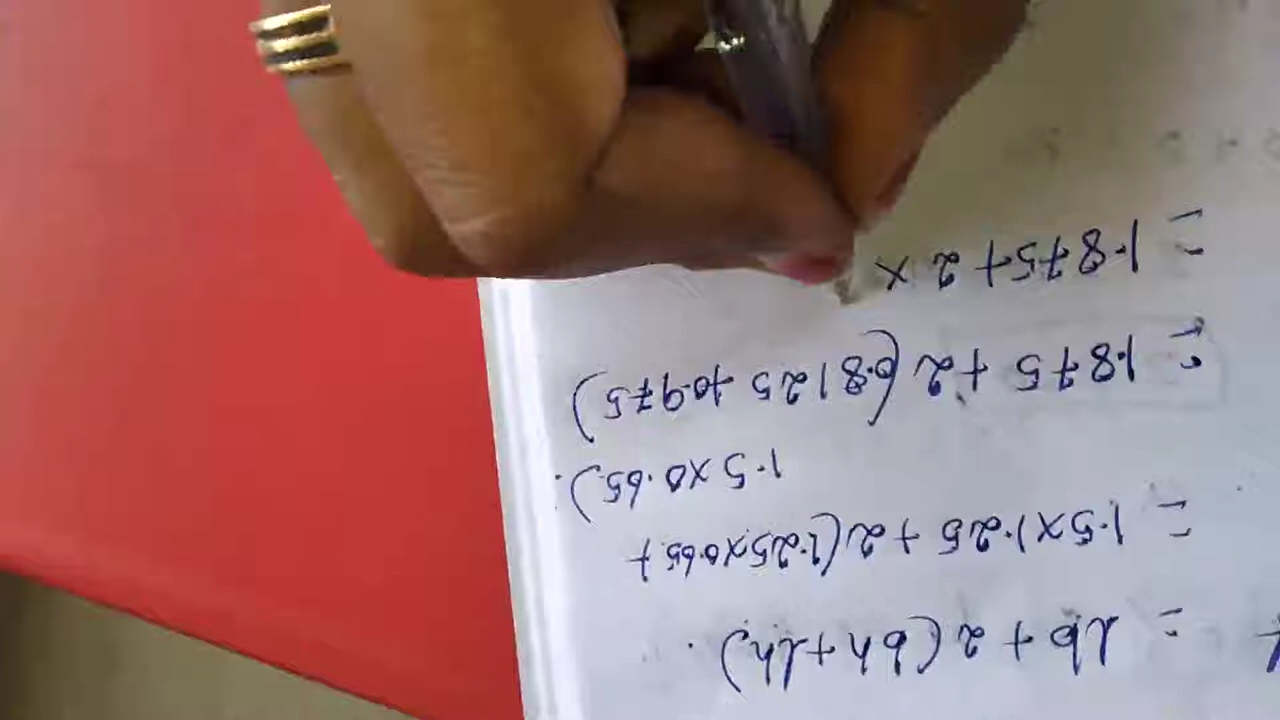 = lb + 2 (bh + lh).
= 1.5 x 1.25 + 2 (1.25 x 0.65 +
1.5 x 0.65).
= 1.875 + 2 (0.8125 + 0.975)
= 1.875 + 2 x